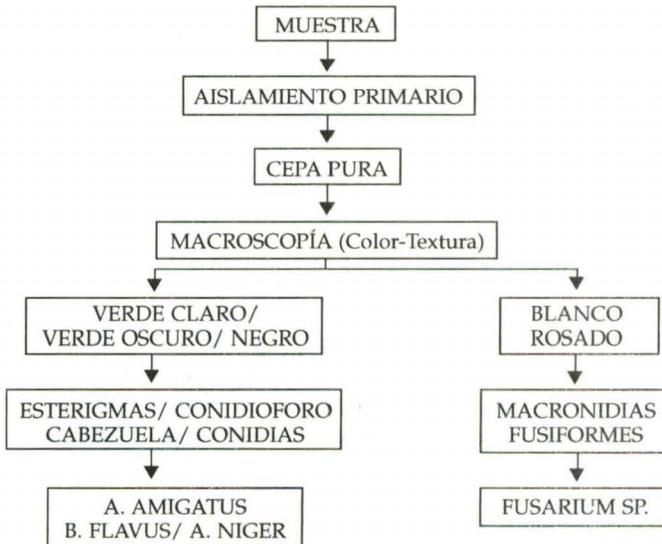 MUESTRA
AISLAMIENTO PRIMARIO
CEPA PURA
MACROSCOPÍA (Color-Textura)
VERDE CLARO/
VERDE OSCURO/ NEGRO
BLANCO
ROSADO
ESTERIGMAS/ CONIDIOFORO
CABEZUELA/ CONIDIAS
MACRONIDIAS
FUSIFORMES
A. AMIGATUS
B. FLAVUS/ A. NIGER
FUSARIUM SP.